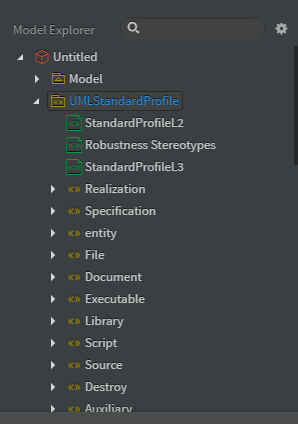 Model Explorer
Untitled
Model
UMLStandardProfile
StandardProfileL2
Robustness Stereotypes
StandardProfileL3
Realization
Specification
entity
File
Document
Executable
Library
Script
Source
Destroy
Auxiliary